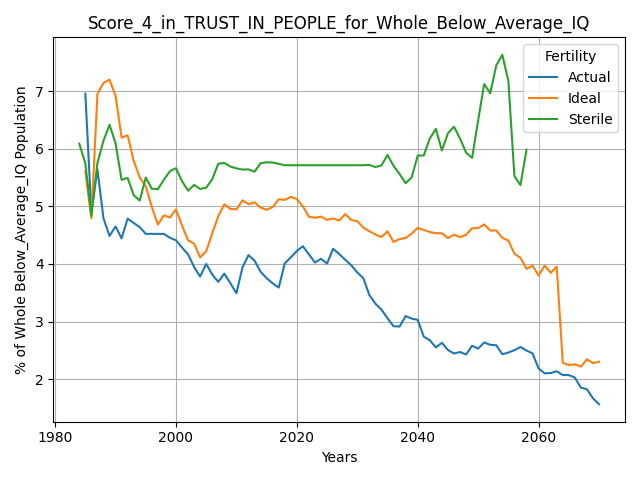 Score_4_in_TRUST_IN_PEOPLE_for_Whole_Below_Average_IQ
Fertility
Actual
Ideal
Sterile
% of Whole Below_Average_IQ Population
7
6
5
4
3
2
1980
2000
2020
2040
2060
Years